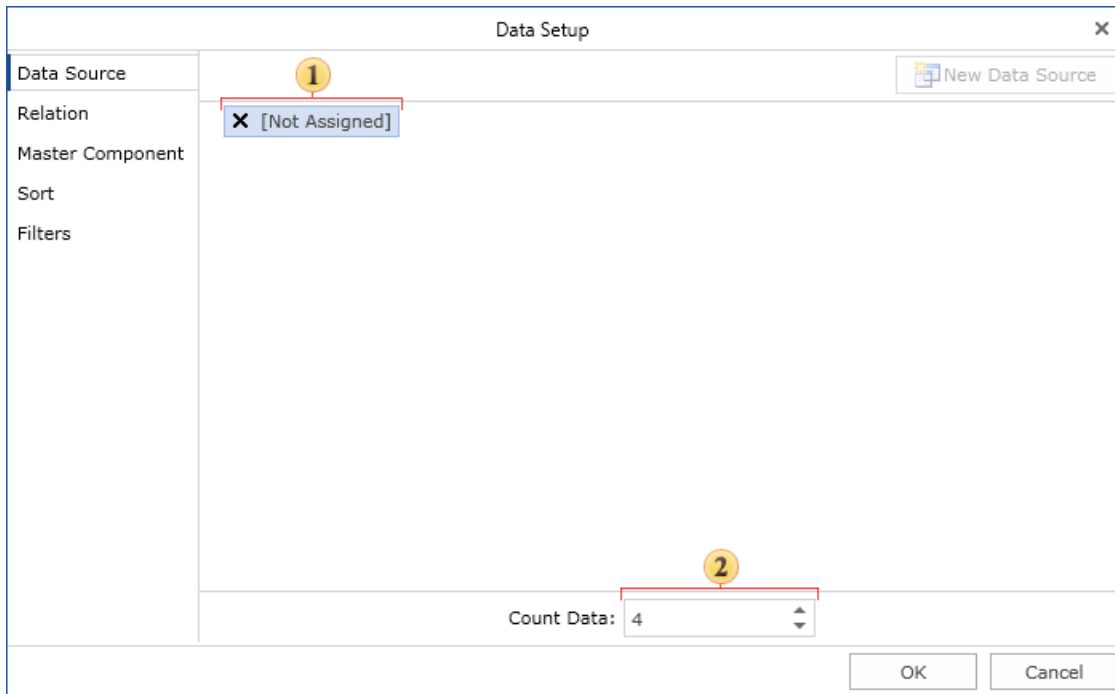 Data Setup
Data Source
1
New Data Source
Relation
[Not Assigned]
Master Component
Sort
Filters
2
Count Data: 4
OK
Cancel